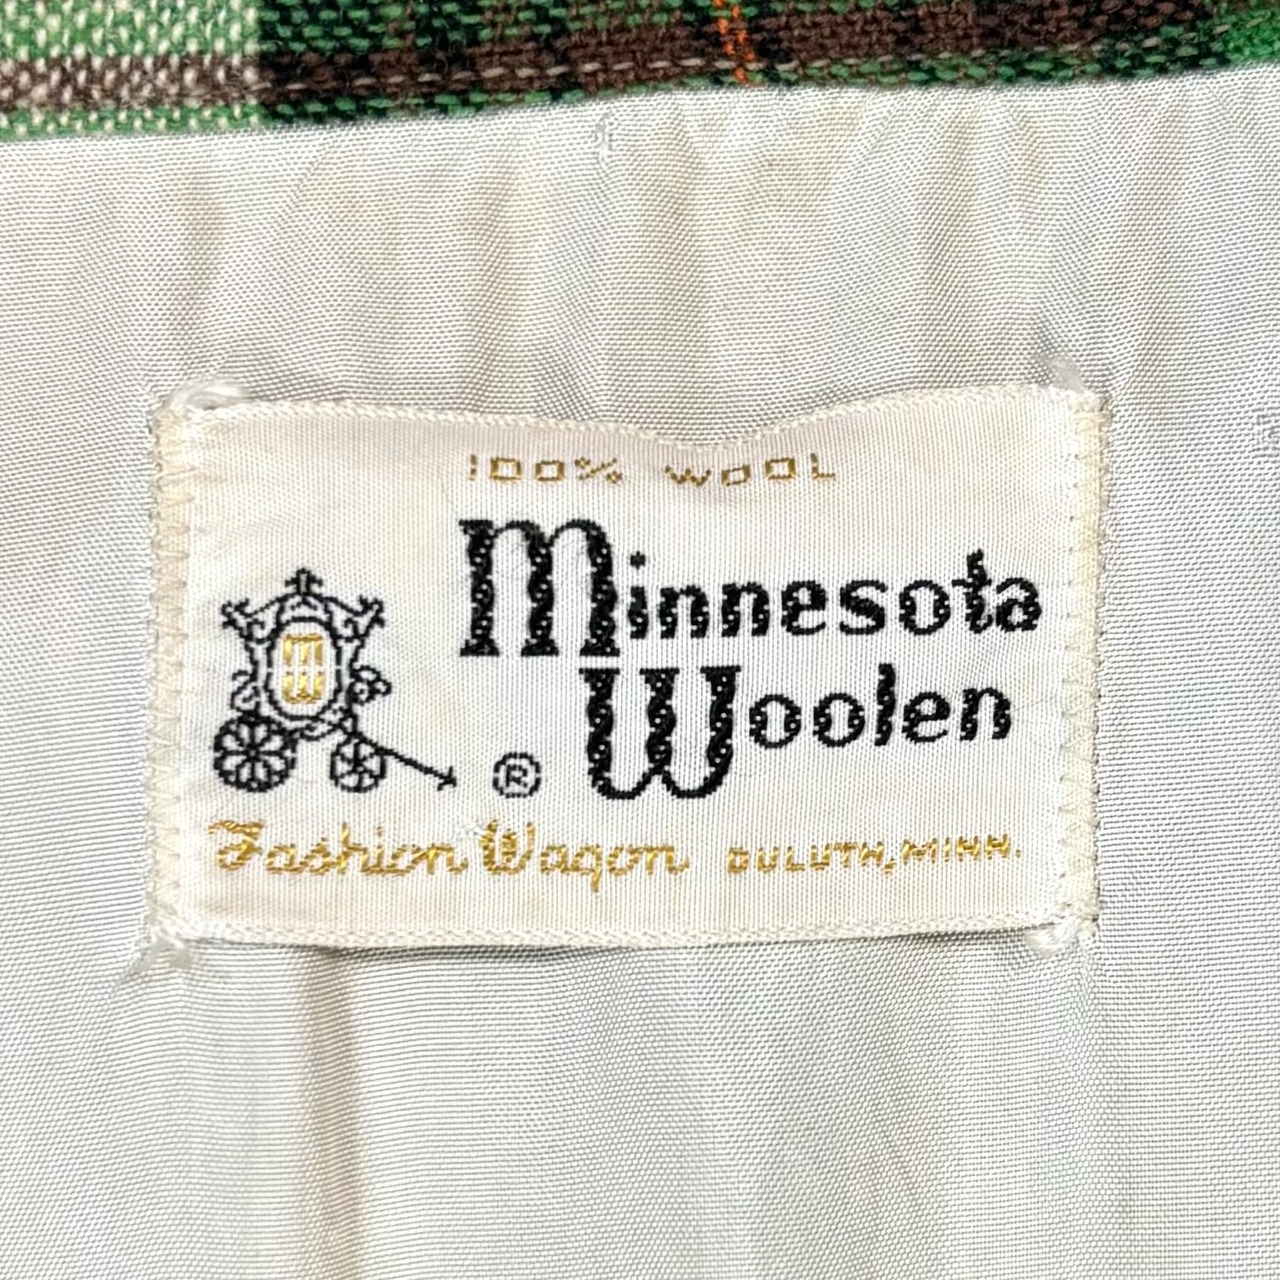 100% WOOL
Minnesota
Woolen
®
Fashion Wagon DULUTH, MINN.